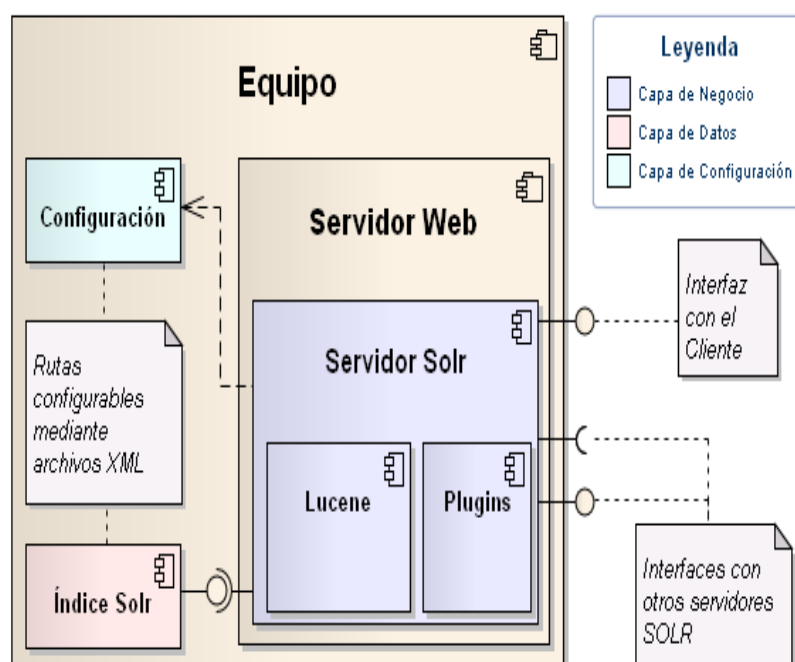 Equipo
Leyenda
Capa de Negocio
Capa de Datos
Capa de Configuración
Configuración
Servidor Web
Interfaz
con el
Cliente
Servidor Solr
Rutas
configurables
mediante
archivos XML
Lucene
Plugins
Índice Solr
Interfaces con
otros servidores
SOLR